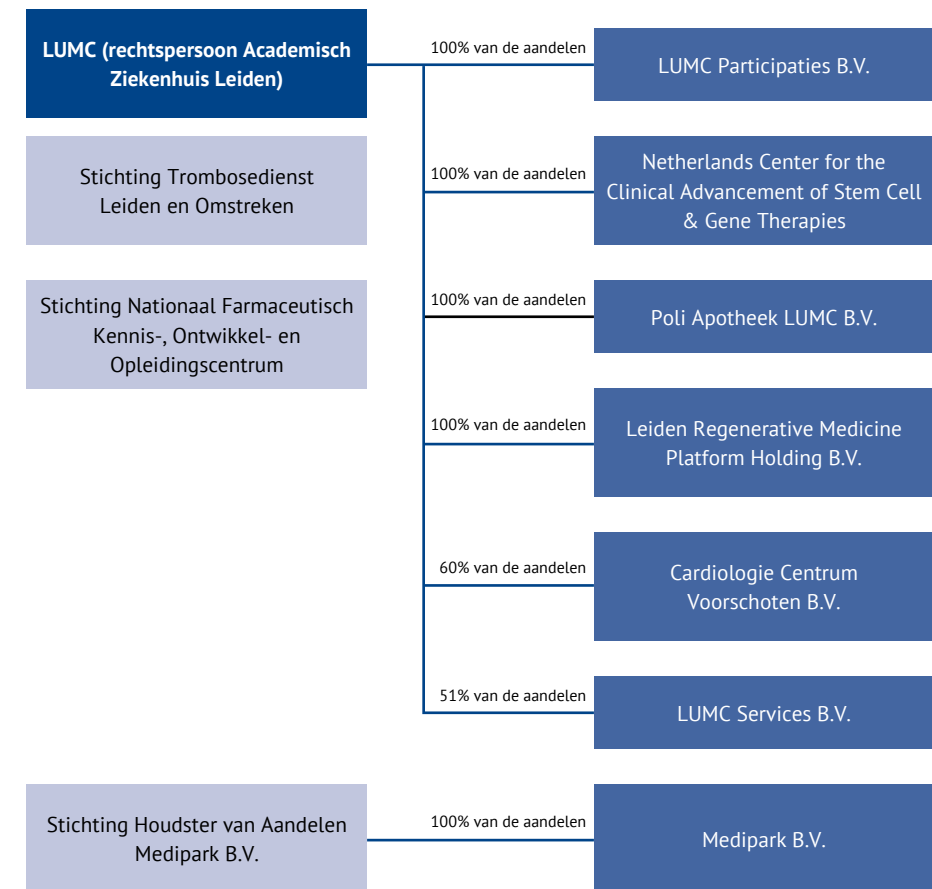 LUMC (rechtspersoon Academisch
Ziekenhuis Leiden)
100% van de aandelen
LUMC Participaties B.V.
Stichting Trombosedienst
Leiden en Omstreken
100% van de aandelen
Netherlands Center for the
Clinical Advancement of Stem Cell
& Gene Therapies
Stichting Nationaal Farmaceutisch
Kennis-, Ontwikkel- en
Opleidingscentrum
100% van de aandelen
Poli Apotheek LUMC B.V.
100% van de aandelen
Leiden Regenerative Medicine
Platform Holding B.V.
60% van de aandelen
Cardiologie Centrum
Voorschoten B.V.
51% van de aandelen
LUMC Services B.V.
Stichting Houdster van Aandelen
Medipark B.V.
100% van de aandelen
Medipark B.V.